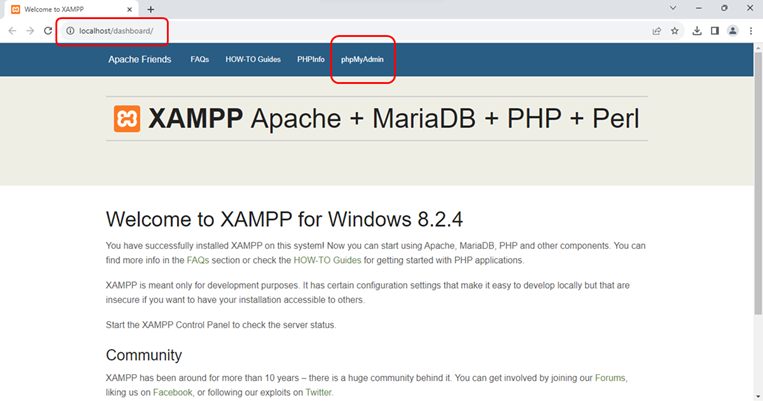 Welcome to XAMPP
localhost/dashboard/
Apache Friends FAQs HOW-TO Guides PHPInfo phpMyAdmin
XAMPP Apache + MariaDB + PHP + Perl
Welcome to XAMPP for Windows 8.2.4
You have successfully installed XAMPP on this system! Now you can start using Apache, MariaDB, PHP and other components. You can
find more info in the FAQs section or check the HOW-TO Guides for getting started with PHP applications.
XAMPP is meant only for development purposes. It has certain configuration settings that make it easy to develop locally but that are
insecure if you want to have your installation accessible to others.
Start the XAMPP Control Panel to check the server status.
Community
XAMPP has been around for more than 10 years – there is a huge community behind it. You can get involved by joining our Forums,
liking us on Facebook, or following our exploits on Twitter.